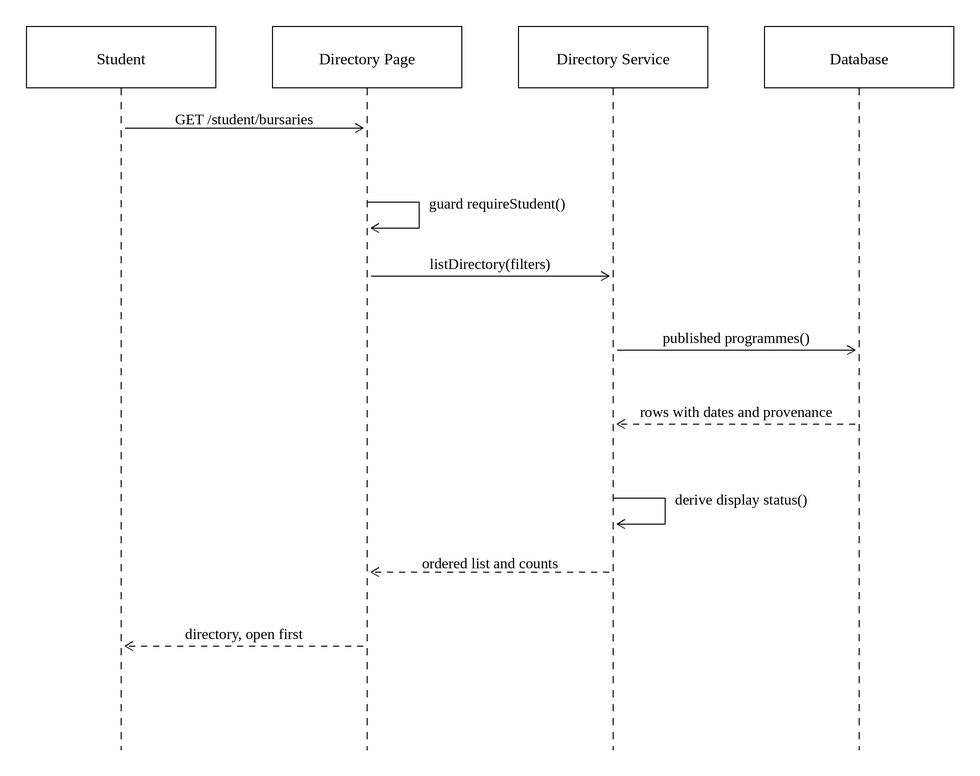 Student
Directory Page
Directory Service
Database
GET /student/bursaries
guard requireStudent()
listDirectory(filters)
published programmes()
rows with dates and provenance
derive display status()
ordered list and counts
directory, open first